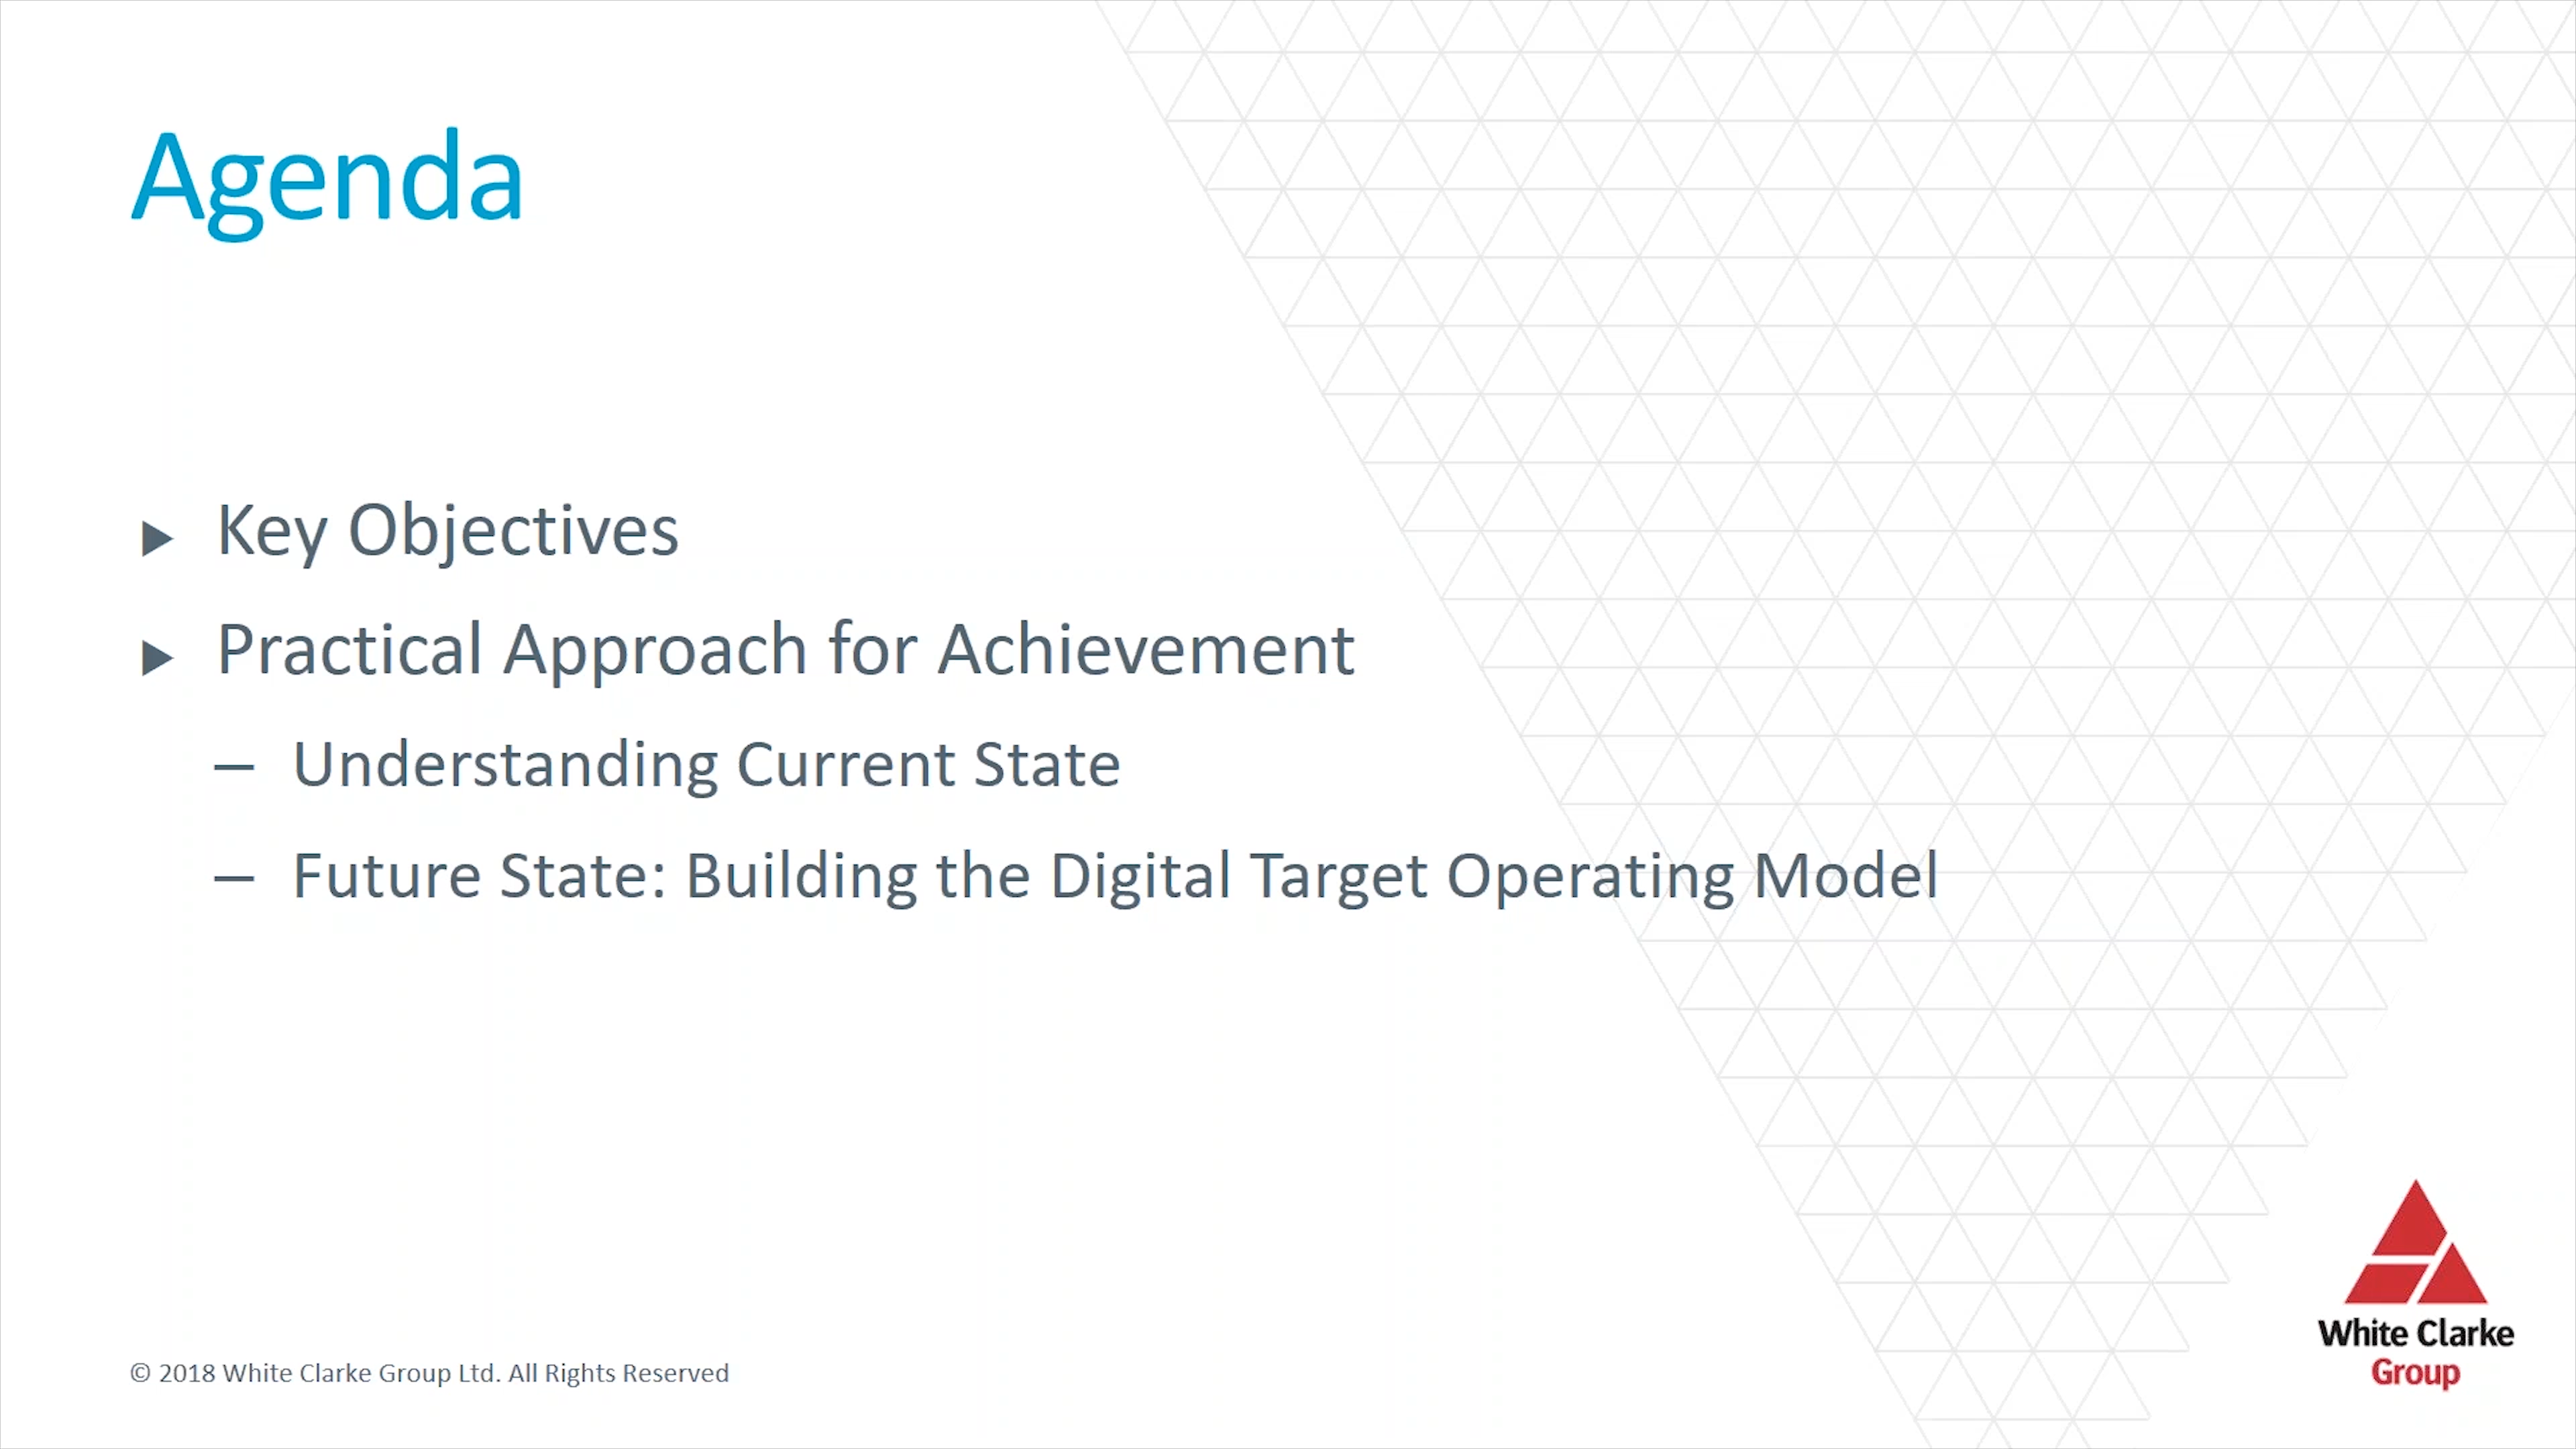 Agenda
▶ Key Objectives
▶ Practical Approach for Achievement
– Understanding Current State
– Future State: Building the Digital Target Operating Model
© 2018 White Clarke Group Ltd. All Rights Reserved
White Clarke
Group